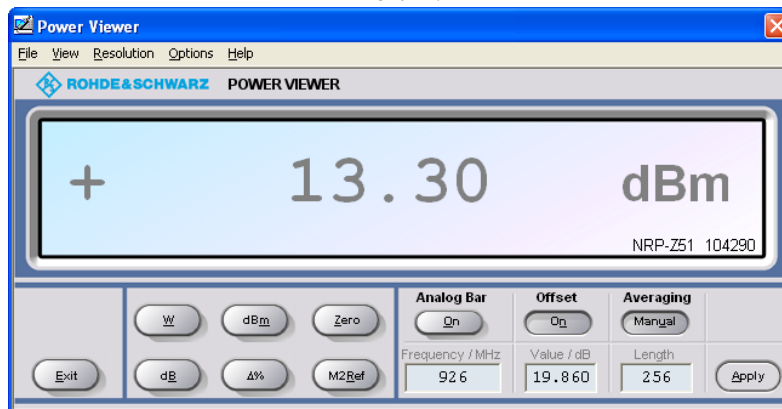 Power Viewer
File View Resolution Options Help
ROHDE&SCHWARZ POWER VIEWER
+ 13.30 dBm
NRP-Z51 104290
Analog Bar Offset Averaging
W dBm Zero On On Manual
Frequency / MHz Value / dB Length
Exit dB Δ% M2Ref 926 19.860 256 Apply